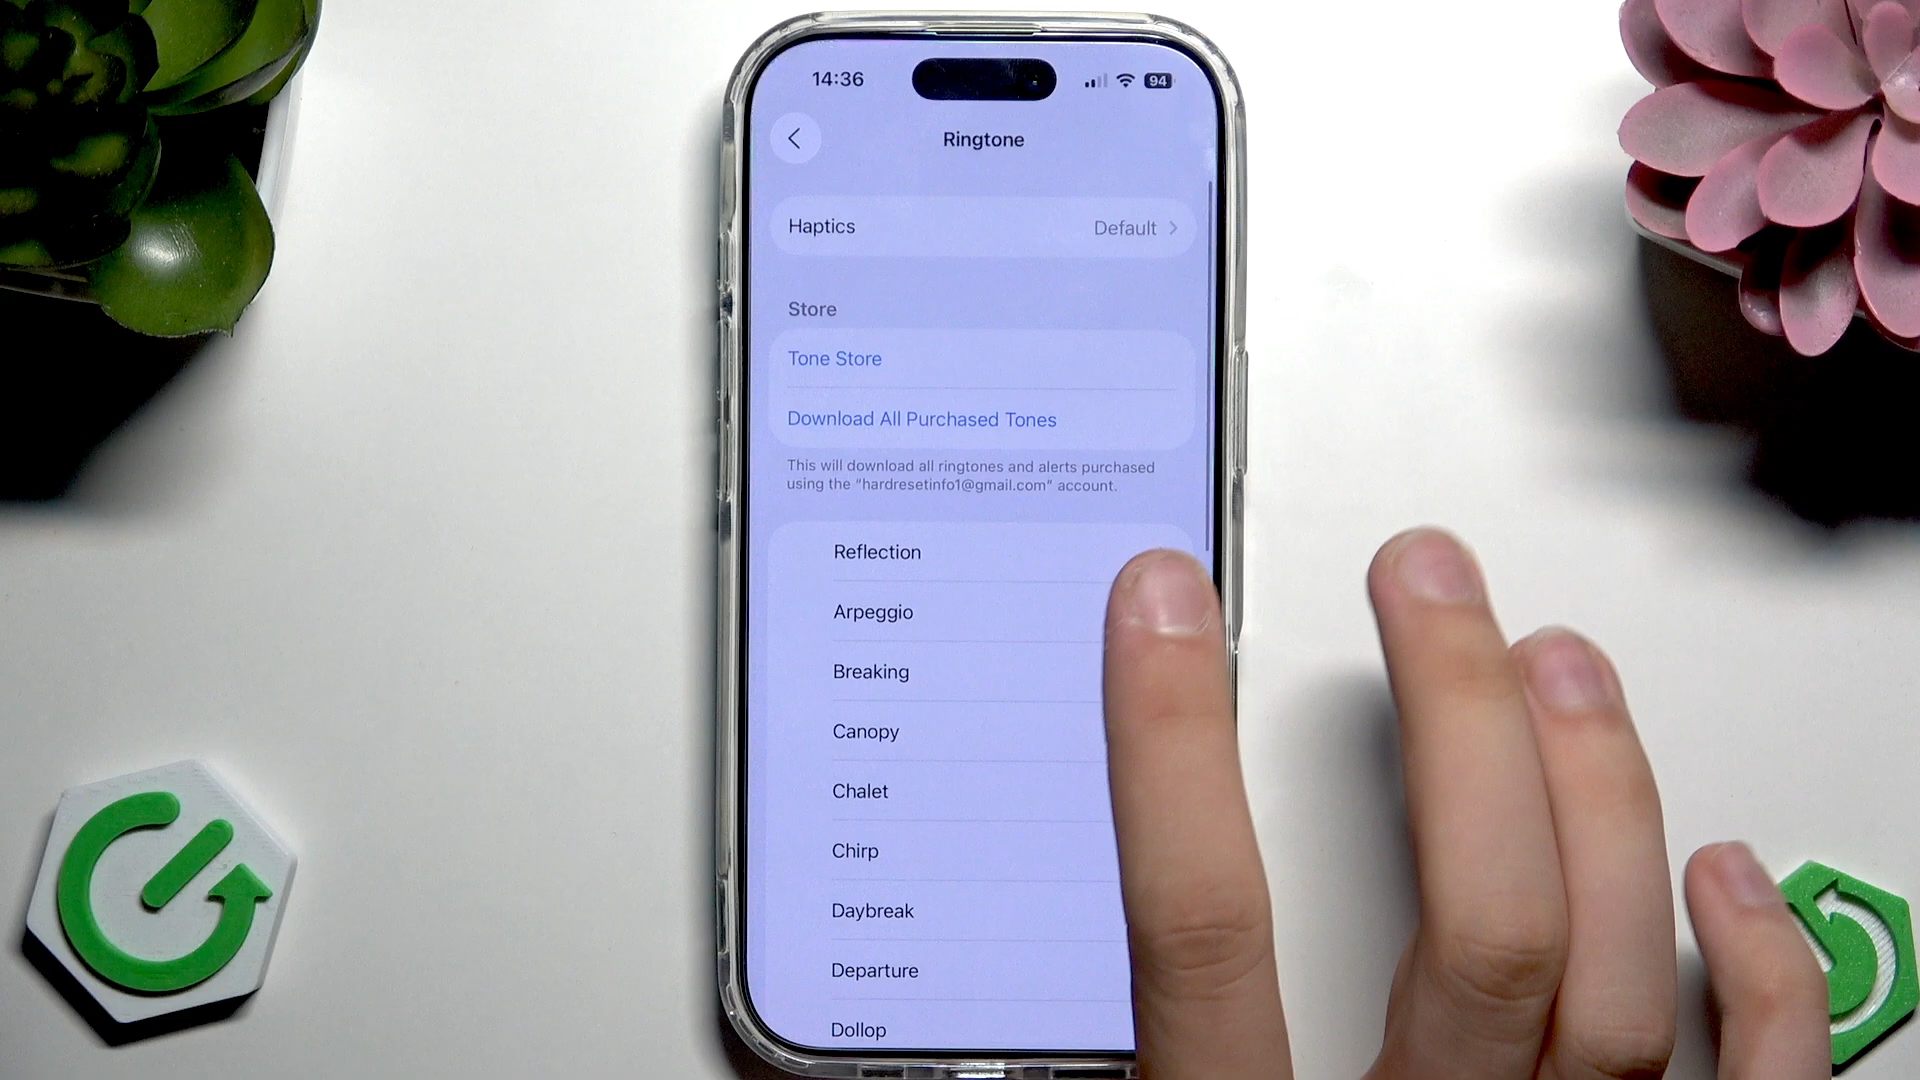 14:36
94
Ringtone
Haptics Default
Store
Tone Store
Download All Purchased Tones
This will download all ringtones and alerts purchased
using the "hardresetinfo1@gmail.com" account.
Reflection
Arpeggio
Breaking
Canopy
Chalet
Chirp
Daybreak
Departure
Dollop